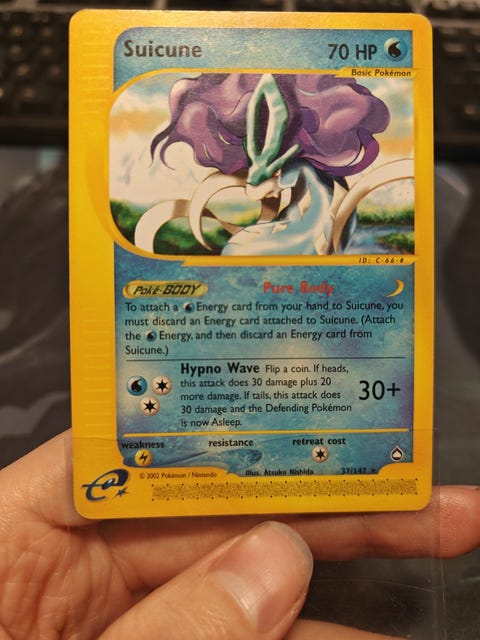 Suicune 70 HP
Basic Pokémon
ID: C-66-#
Poké-BODY Pure Body
To attach a Energy card from your hand to Suicune, you
must discard an Energy card attached to Suicune. (Attach
the Energy, and then discard an Energy card from
Suicune.)
Hypno Wave Flip a coin. If heads,
this attack does 30 damage plus 20
more damage. If tails, this attack does
30 damage and the Defending Pokémon
is now Asleep.
30+
weakness resistance retreat cost
© 2002 Pokémon / Nintendo Illus. Atsuko Nishida 37/147 ★
e